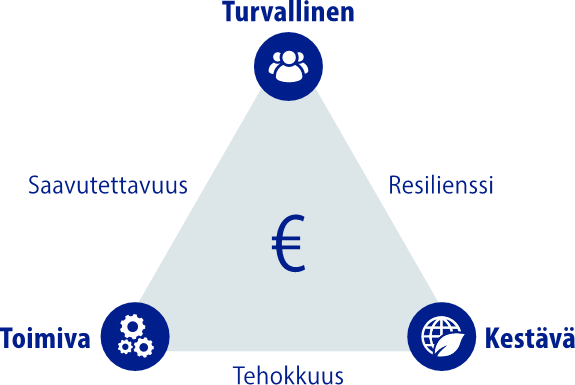 Turvallinen
Saavutettavuus
Resilienssi
€
Toimiva
Kestävä
Tehokkuus